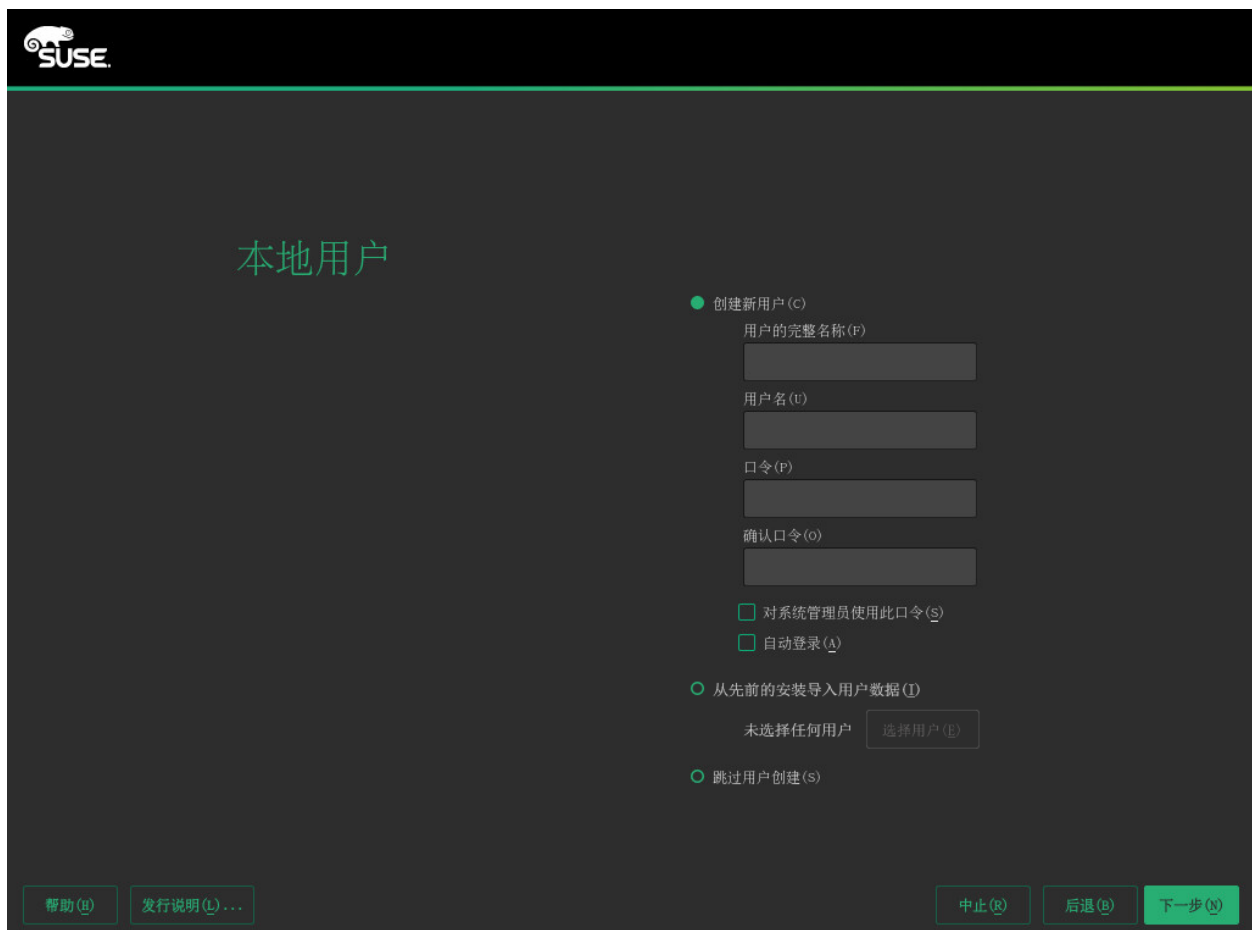 SUSE.
本地用户
创建新用户(C)
用户的完整名称(F)
用户名(U)
口令(P)
确认口令(O)
对系统管理员使用此口令(S)
自动登录(A)
从先前的安装导入用户数据(I)
未选择任何用户 选择用户(E)
跳过用户创建(S)
帮助(H) 发行说明(L)... 中止(R) 后退(B) 下一步(N)